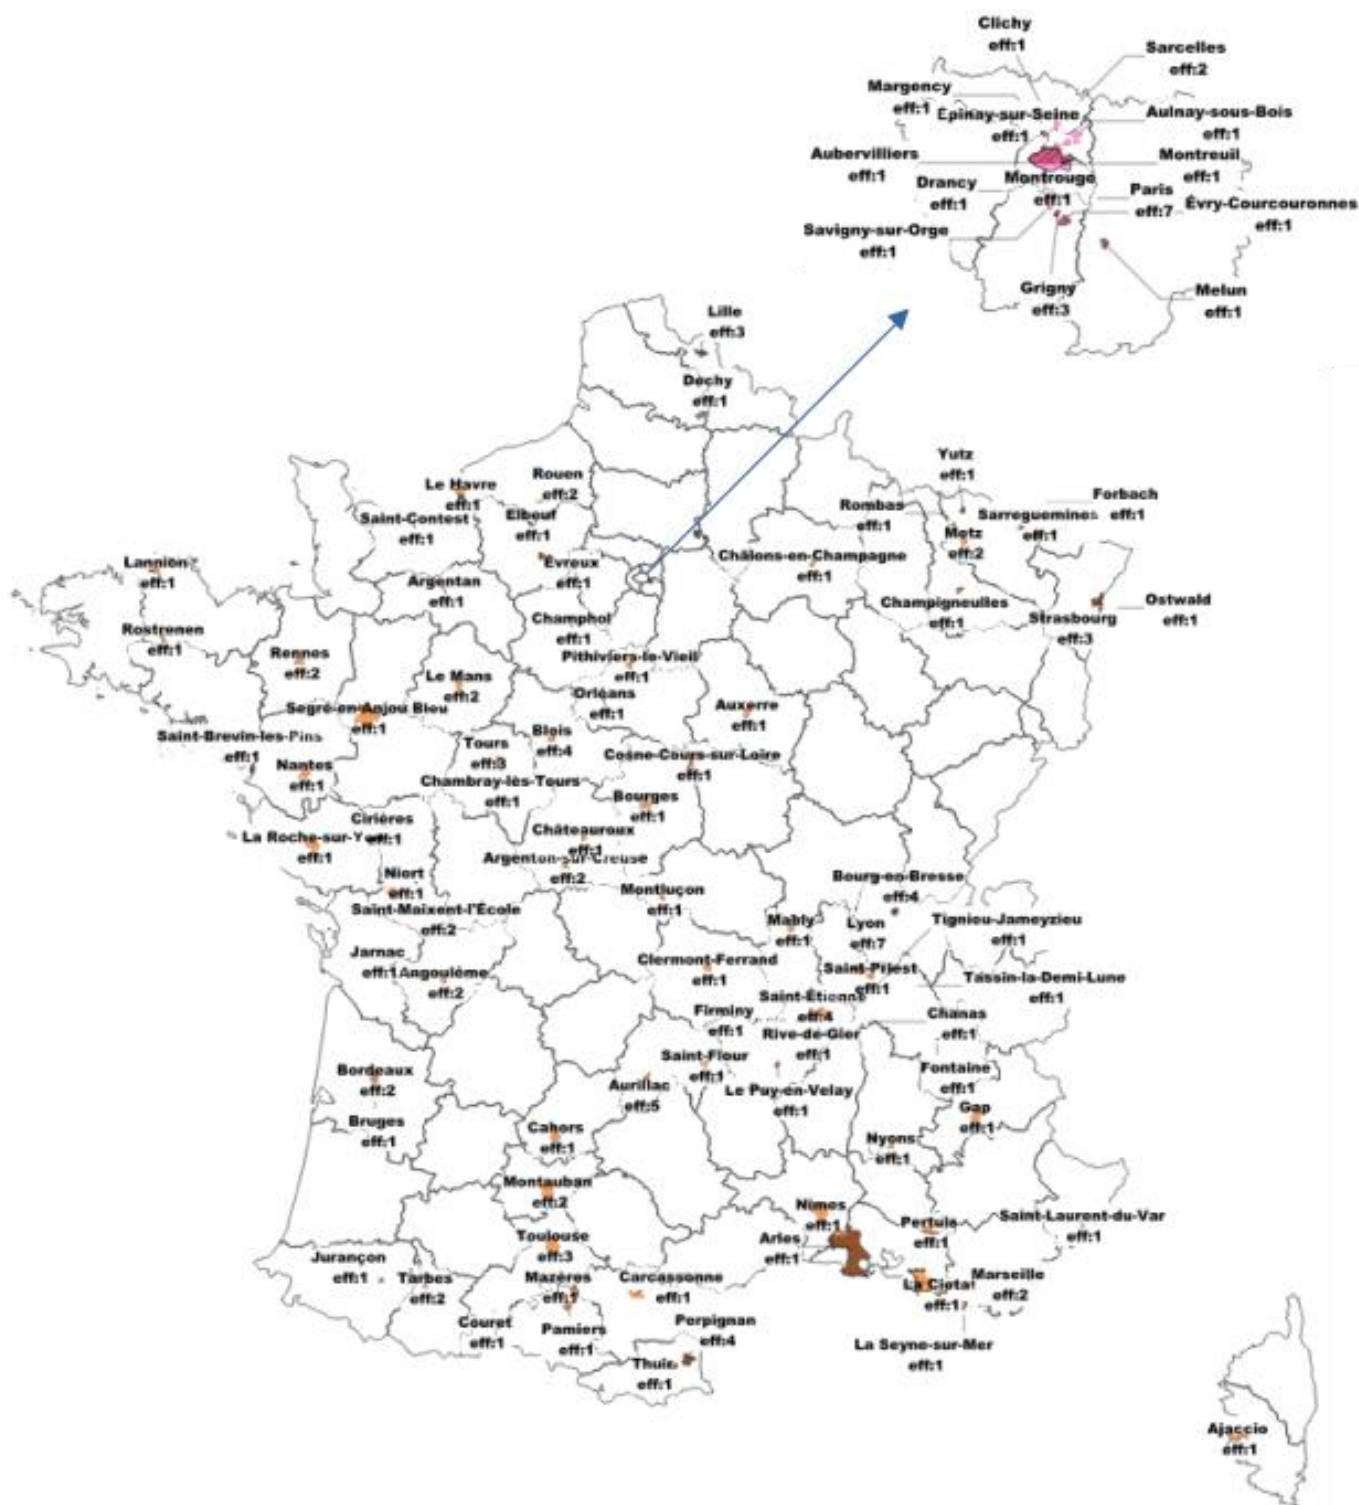 Clichy
eff:1
Sarcelles
eff:2
Margency
eff:1
Épinay-sur-Seine
eff:1
Aulnay-sous-Bois
eff:1
Aubervilliers
eff:1
Montreuil
eff:1
Drancy
eff:1
Montrouge
eff:1
Paris
eff:7
Évry-Courcouronnes
eff:1
Savigny-sur-Orge
eff:1
Grigny
eff:3
Melun
eff:1
Lille
eff:3
Dechy
eff:1
Yutz
eff:1
Le Havre
eff:1
Rouen
eff:2
Rombas
eff:1
Forbach
eff:1
Sarreguemines
eff:1
Saint-Contest
eff:1
Elbeuf
eff:1
Metz
eff:2
Lannion
eff:1
Évreux
eff:1
Châlons-en-Champagne
eff:1
Argentan
eff:1
Champigneulles
eff:1
Ostwald
eff:1
Strasbourg
eff:3
Rostrenen
eff:1
Champhol
eff:1
Rennes
eff:2
Pithiviers-le-Vieil
eff:1
Le Mans
eff:2
Orléans
eff:1
Segré-en-Anjou Bleu
eff:1
Auxerre
eff:1
Saint-Brevin-les-Pins
eff:1
Blois
eff:4
Tours
eff:3
Cosne-Cours-sur-Loire
eff:1
Nantes
eff:1
Chambray-lès-Tours
eff:1
Bourges
eff:1
Cirières
eff:1
La Roche-sur-Y
eff:1
Châteauroux
eff:1
Argenton-sur-Creuse
eff:2
Niort
eff:1
Montluçon
eff:1
Bourg-en-Bresse
eff:4
Saint-Maixent-l'École
eff:2
Mably
eff:1
Lyon
eff:7
Tignieu-Jameyzieu
eff:1
Jarnac
eff:1
Angoulême
eff:2
Clermont-Ferrand
eff:1
Saint-Priest
eff:1
Tassin-la-Demi-Lune
eff:1
Saint-Étienne
eff:4
Firminy
eff:1
Chanas
eff:1
Rive-de-Gier
eff:1
Saint-Flour
eff:1
Bordeaux
eff:2
Aurillac
eff:5
Le Puy-en-Velay
eff:1
Fontaine
eff:1
Gap
eff:1
Bruges
eff:1
Cahors
eff:1
Nyons
eff:1
Montauban
eff:2
Nîmes
eff:1
Pertuis
eff:1
Saint-Laurent-du-Var
eff:1
Toulouse
eff:3
Arles
eff:1
Jurançon
eff:1
Tarbes
eff:2
Mazères
eff:1
Carcassonne
eff:1
La Ciotat
eff:1
Marseille
eff:2
Couret
eff:1
Pamiers
eff:1
Perpignan
eff:4
La Seyne-sur-Mer
eff:1
Thuir
eff:1
Ajaccio
eff:1